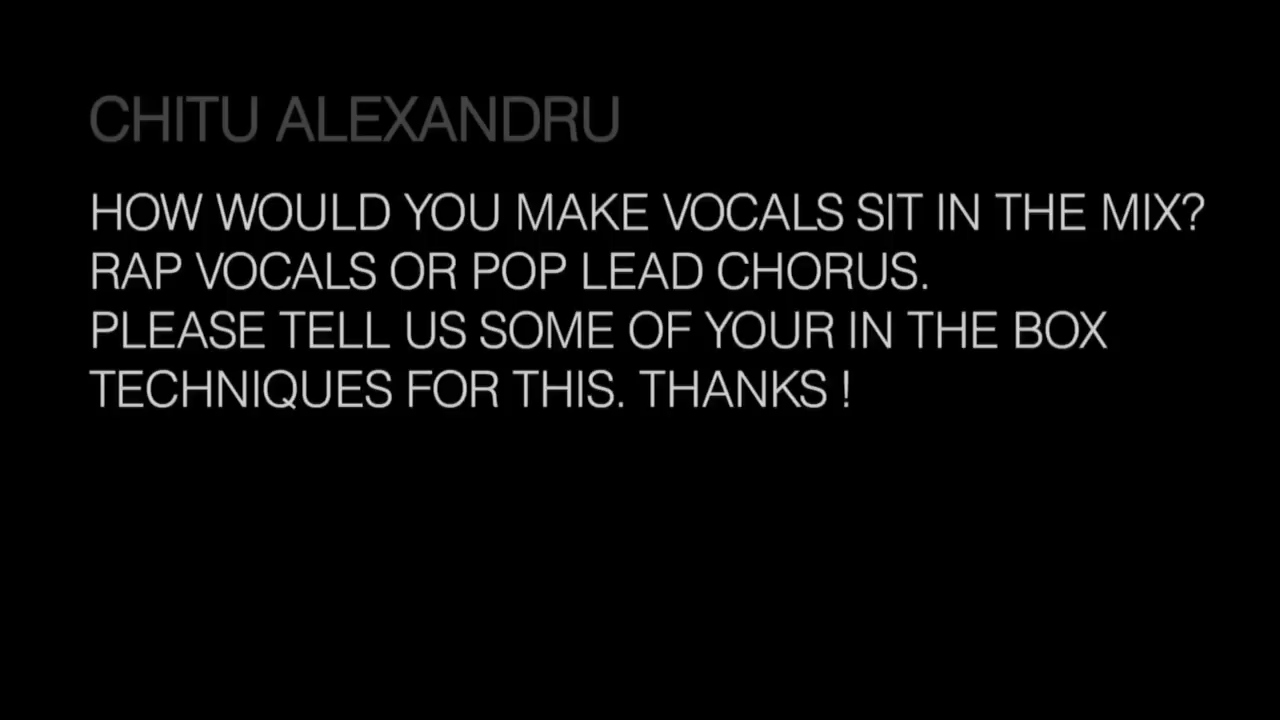 CHITU ALEXANDRU
HOW WOULD YOU MAKE VOCALS SIT IN THE MIX?
RAP VOCALS OR POP LEAD CHORUS.
PLEASE TELL US SOME OF YOUR IN THE BOX
TECHNIQUES FOR THIS. THANKS !